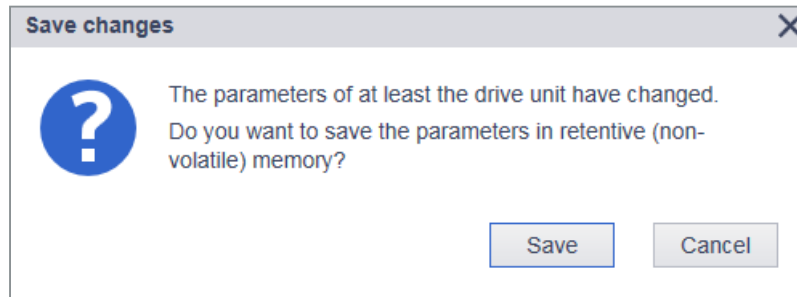 Save changes
The parameters of at least the drive unit have changed.
Do you want to save the parameters in retentive (non-
volatile) memory?
Save Cancel